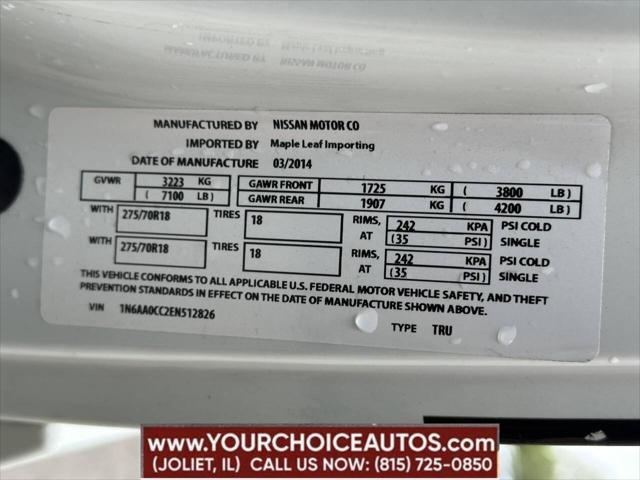 MANUFACTURED BY NISSAN MOTOR CO
IMPORTED BY Maple Leaf Importing
DATE OF MANUFACTURE 03/2014
GVWR 3223 KG GAWR FRONT 1725 KG ( 3800 LB)
( 7100 LB) GAWR REAR 1907 KG ( 4200 LB)
WITH 275/70R18 TIRES 18 RIMS, 242 KPA PSI COLD
AT (35 PSI) SINGLE
WITH 275/70R18 TIRES 18 RIMS, 242 KPA PSI COLD
AT (35 PSI) SINGLE
THIS VEHICLE CONFORMS TO ALL APPLICABLE U.S. FEDERAL MOTOR VEHICLE SAFETY, AND THEFT
PREVENTION STANDARDS IN EFFECT ON THE DATE OF MANUFACTURE SHOWN ABOVE.
VIN 1N6AA0CC2EN512826 TYPE TRU
WWW.YOURCHOICEAUTOS.COM
(JOLIET, IL) CALL US NOW: (815) 725-0850